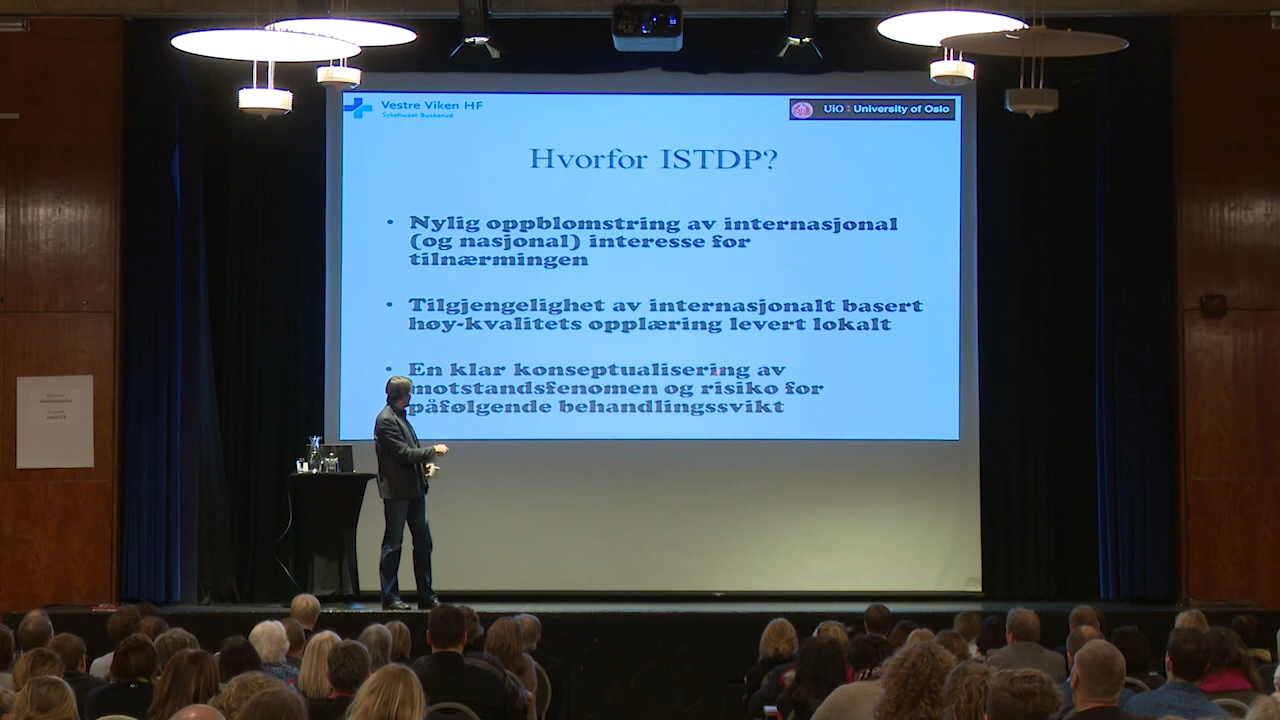 Vestre Viken HF
Sykehuset Buskerud
UiO : University of Oslo
Hvorfor ISTDP?
• Nylig oppblomstring av internasjonal
(og nasjonal) interesse for
tilnærmingen
• Tilgjengelighet av internasjonalt basert
høy-kvalitets opplæring levert lokalt
• En klar konseptualisering av
motstandsfenomen og risiko for
påfølgende behandlingssvikt